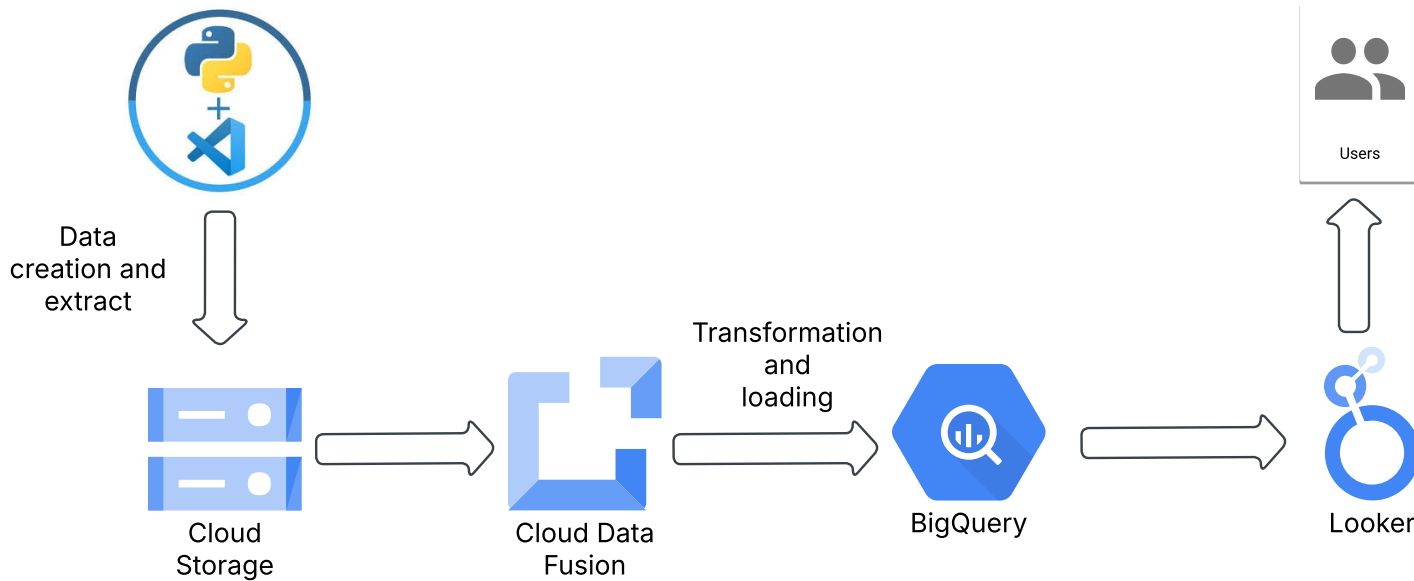 Users
Data
creation and
extract
Transformation
and
loading
Cloud
Storage
Cloud Data
Fusion
BigQuery
Looker